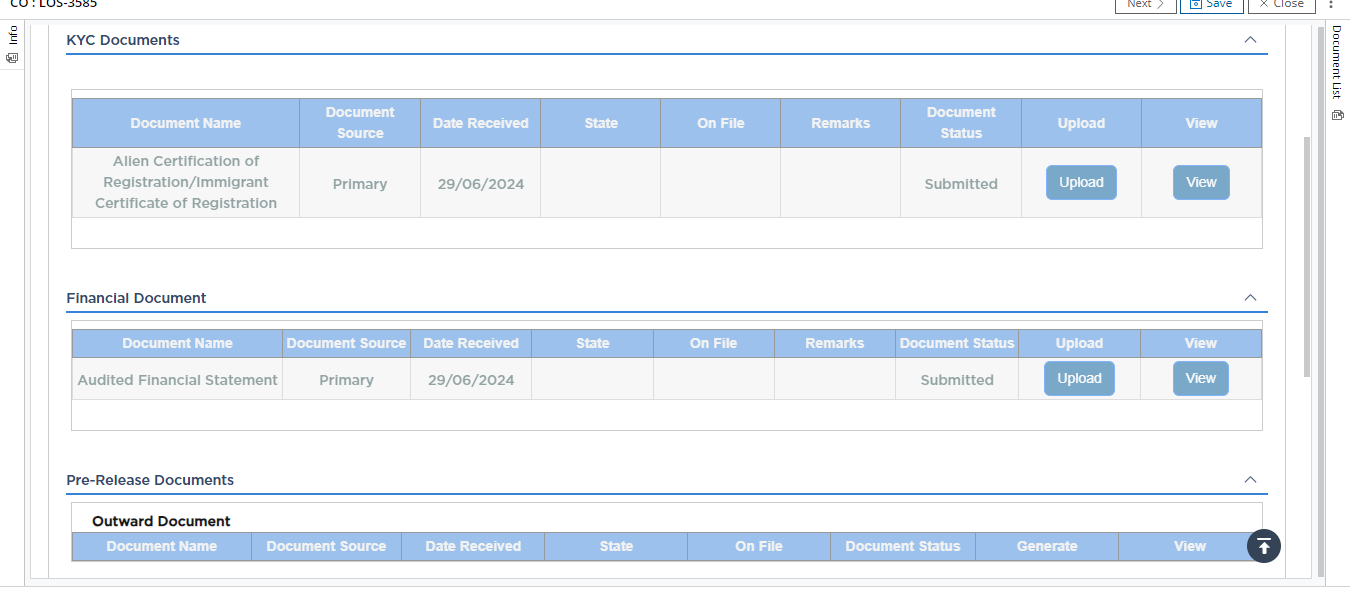 CO : LOS-3585
Next
Save
Close
Info
Document List
KYC Documents
Document Name Document Source Date Received State On File Remarks Document Status Upload View
Alien Certification of Registration/Immigrant Certificate of Registration Primary 29/06/2024 Submitted Upload View
Financial Document
Document Name Document Source Date Received State On File Remarks Document Status Upload View
Audited Financial Statement Primary 29/06/2024 Submitted Upload View
Pre-Release Documents
Outward Document
Document Name Document Source Date Received State On File Document Status Generate View